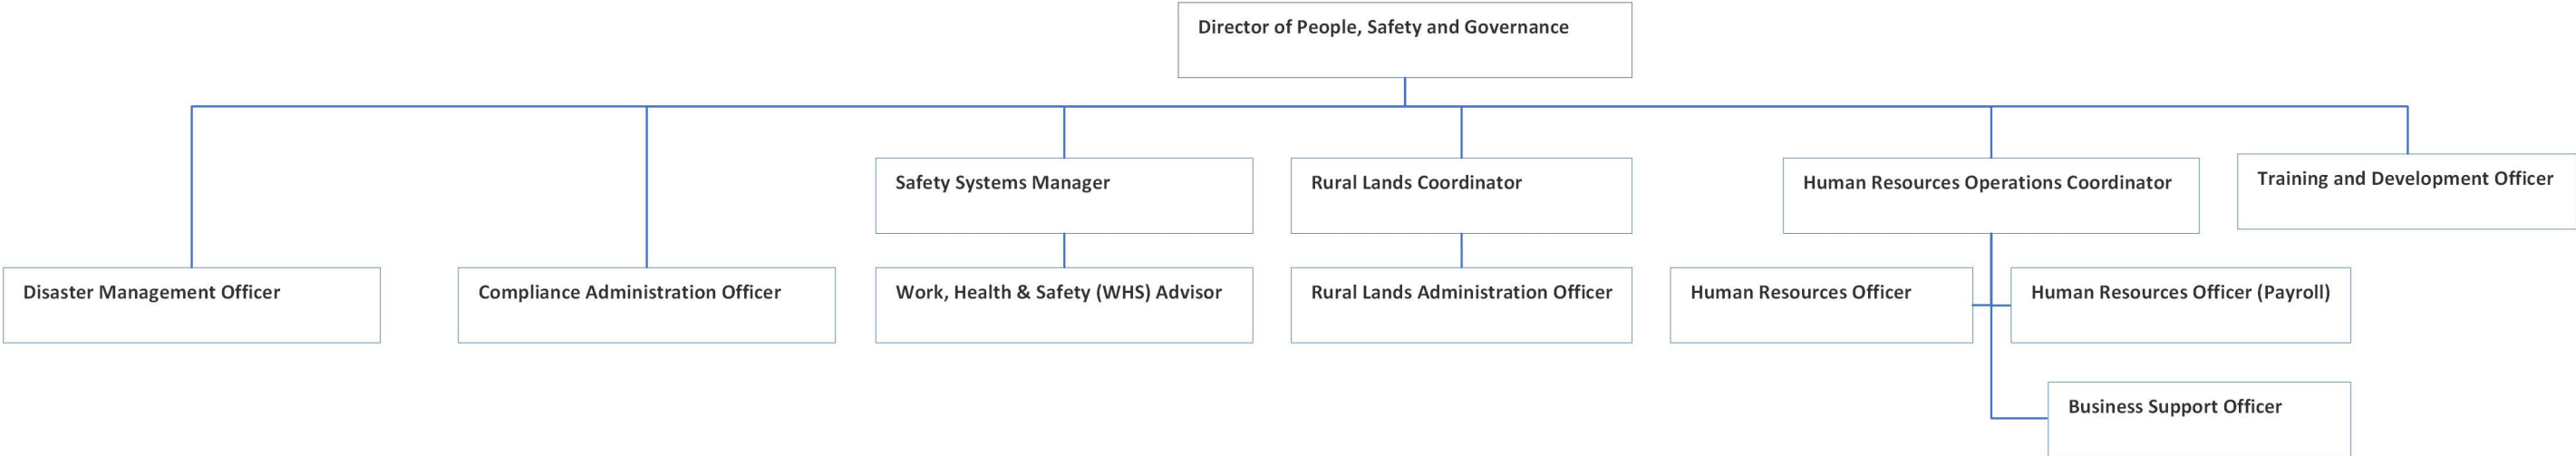 Director of People, Safety and Governance
Safety Systems Manager
Rural Lands Coordinator
Human Resources Operations Coordinator
Training and Development Officer
Disaster Management Officer
Compliance Administration Officer
Work, Health & Safety (WHS) Advisor
Rural Lands Administration Officer
Human Resources Officer
Human Resources Officer (Payroll)
Business Support Officer